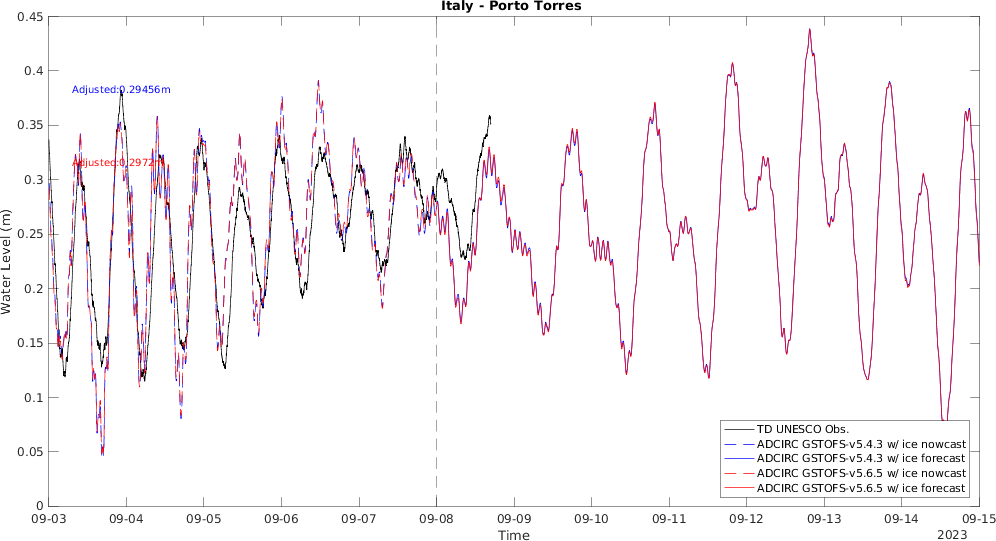 Italy - Porto Torres
0.45
0.4
0.35
0.3
0.25
0.2
0.15
0.1
0.05
0
Water Level (m)
Adjusted:0.29456m
Adjusted:0.2972m
TD UNESCO Obs.
ADCIRC GSTOFS-v5.4.3 w/ ice nowcast
ADCIRC GSTOFS-v5.4.3 w/ ice forecast
ADCIRC GSTOFS-v5.6.5 w/ ice nowcast
ADCIRC GSTOFS-v5.6.5 w/ ice forecast
09-03 09-04 09-05 09-06 09-07 09-08 09-09 09-10 09-11 09-12 09-13 09-14 09-15
Time
2023